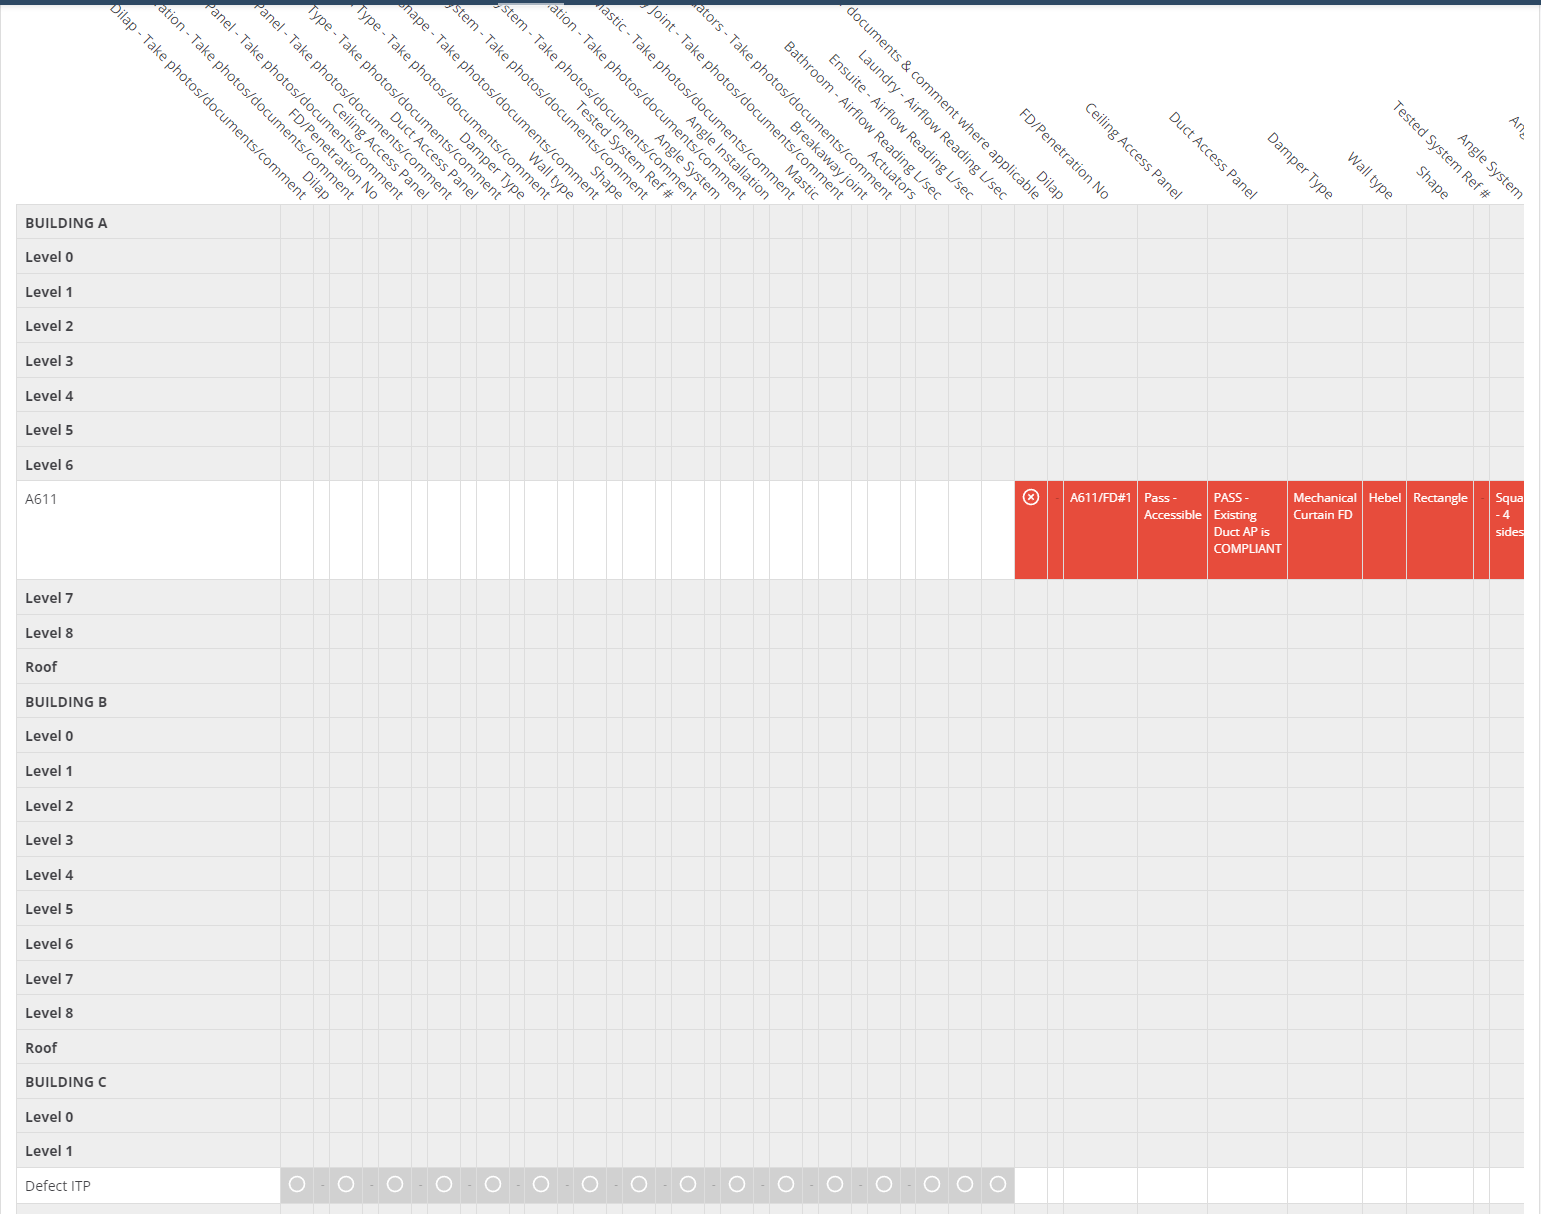 Dilap - Take photos/documents/comment
Dilap
Take photos/documents/comment
FD/Penetration No
Panel - Take photos/documents/comment
Ceiling Access Panel
Panel - Take photos/documents/comment
Duct Access Panel
Type - Take photos/documents/comment
Damper Type
Type - Take photos/documents/comment
Wall type
Take photos/documents/comment
Shape
Take photos/documents/comment
Tested System Ref #
Take photos/documents/comment
Angle System
Take photos/documents/comment
Angle Installation
Take photos/documents/comment
Mastic
Joint - Take photos/documents/comment
Breakaway joint
Take photos/documents/comment
Actuators
Bathroom - Airflow Reading L/sec
Ensuite - Airflow Reading L/sec
Laundry - Airflow Reading L/sec
documents & comment where applicable
Dilap
FD/Penetration No
Ceiling Access Panel
Duct Access Panel
Damper Type
Wall type
Shape
Tested System Ref #
Angle System
BUILDING A
Level 0
Level 1
Level 2
Level 3
Level 4
Level 5
Level 6
A611 - A611/FD#1 Pass - PASS - Mechanical Hebel Rectangle - Squa
Accessible Existing Curtain FD - 4
Duct AP is sides
COMPLIANT
Level 7
Level 8
Roof
BUILDING B
Level 0
Level 1
Level 2
Level 3
Level 4
Level 5
Level 6
Level 7
Level 8
Roof
BUILDING C
Level 0
Level 1
Defect ITP - - - - - - - - - - - - -